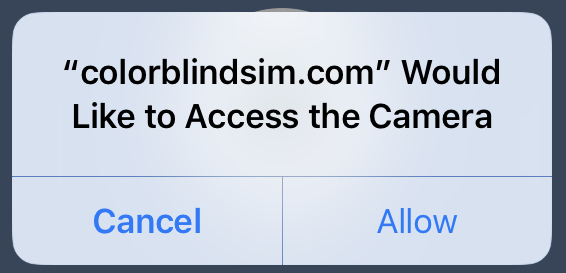 “colorblindsim.com” Would
Like to Access the Camera
Cancel Allow